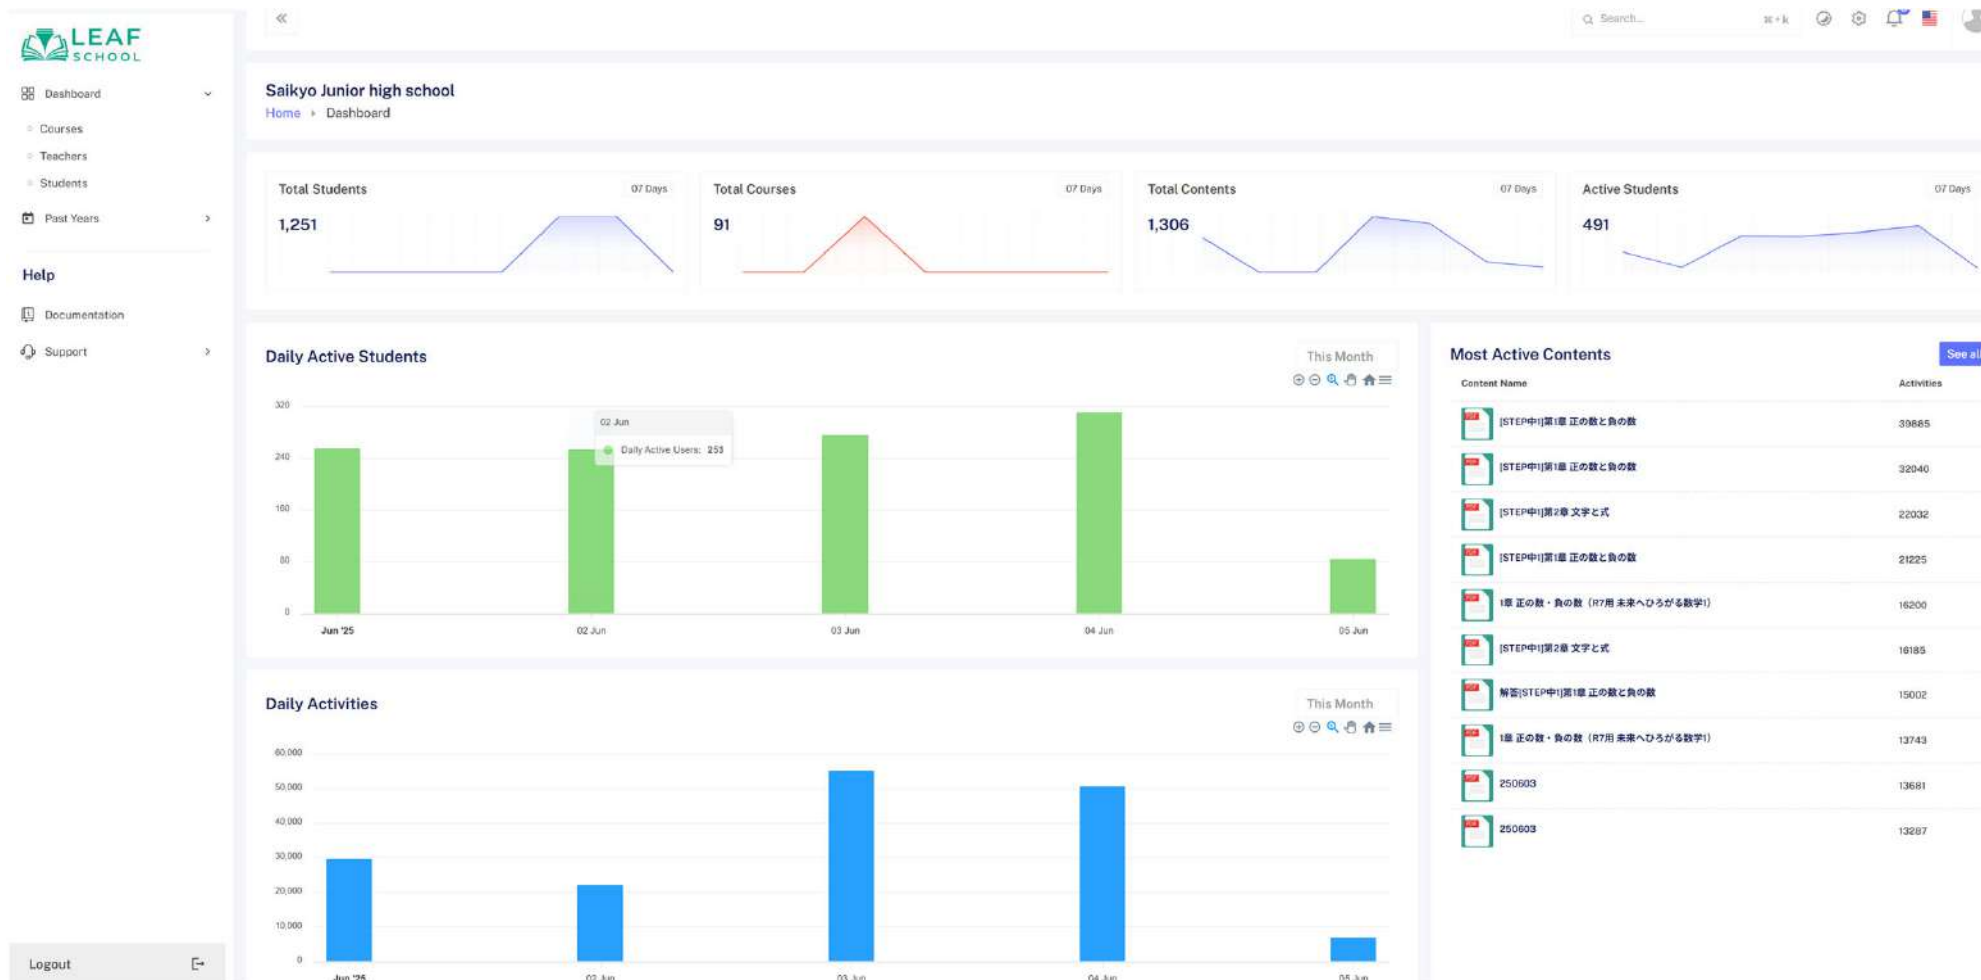 LEAF
SCHOOL
Search...
⌘+k
Dashboard
Courses
Teachers
Students
Past Years
Help
Documentation
Support
Logout
Saikyo Junior high school
Home ▸ Dashboard
Total Students
07 Days
1,251
Total Courses
07 Days
91
Total Contents
07 Days
1,306
Active Students
07 Days
491
Daily Active Students
This Month
320
240
160
80
0
02 Jun
Daily Active Users: 253
Jun '25
02 Jun
03 Jun
04 Jun
05 Jun
Daily Activities
This Month
60,000
50,000
40,000
30,000
20,000
10,000
0
Jun '25
02 Jun
03 Jun
04 Jun
05 Jun
Most Active Contents
See all
Content Name
Activities
[STEP中1]第1章 正の数と負の数
39885
[STEP中1]第1章 正の数と負の数
32040
[STEP中1]第2章 文字と式
22032
[STEP中1]第1章 正の数と負の数
21225
1章 正の数・負の数（R7用 未来へひろがる数学1）
16200
[STEP中1]第2章 文字と式
16185
解答[STEP中1]第1章 正の数と負の数
15002
1章 正の数・負の数（R7用 未来へひろがる数学1）
13743
250603
13681
250603
13287